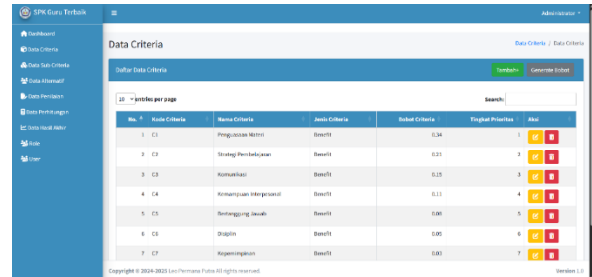 SPK Guru Terbaik
Administrator
Dashboard
Data Criteria
Data Sub Criteria
Data Alternatif
Data Penilaian
Data Perhitungan
Data Hasil Akhir
Role
User
Data Criteria
Data Criteria / Data Criteria
Daftar Data Criteria
Tambah+ Generate Bobot
10 entries per page
Search:
No. Kode Criteria Nama Criteria Jenis Criteria Bobot Criteria Tingkat Prioritas Aksi
1 C1 Penguasaan Materi Benefit 0.34 1
2 C2 Strategi Pembelajaran Benefit 0.21 2
3 C3 Komunikasi Benefit 0.15 3
4 C4 Kemampuan Interpersonal Benefit 0.11 4
5 C5 Bertanggung Jawab Benefit 5
6 C6 Disiplin Benefit 6
7 C7 Kepemimpinan Benefit 0.03 7
Copyright © 2024-2025 Leo Permana Putra All rights reserved.
Version 1.0